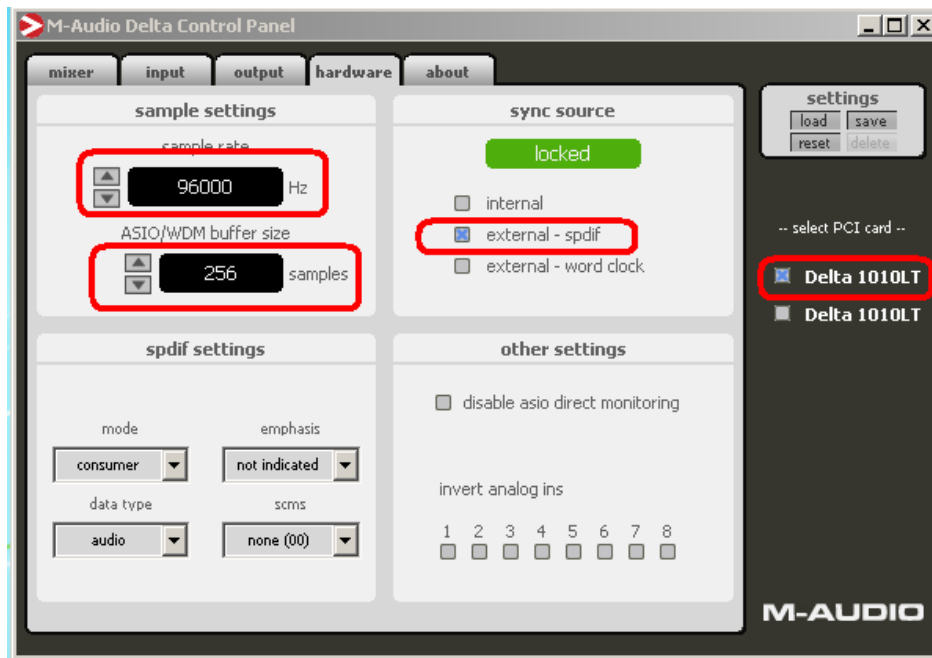 M-Audio Delta Control Panel
mixer input output hardware about
sample settings
sample rate
96000 Hz
ASIO/WDM buffer size
256 samples
sync source
locked
internal
external - spdif
external - word clock
spdif settings
mode emphasis
consumer not indicated
data type scms
audio none (00)
other settings
disable asio direct monitoring
invert analog ins
1 2 3 4 5 6 7 8
settings
load save
reset delete
-- select PCI card --
Delta 1010LT
Delta 1010LT
M-AUDIO